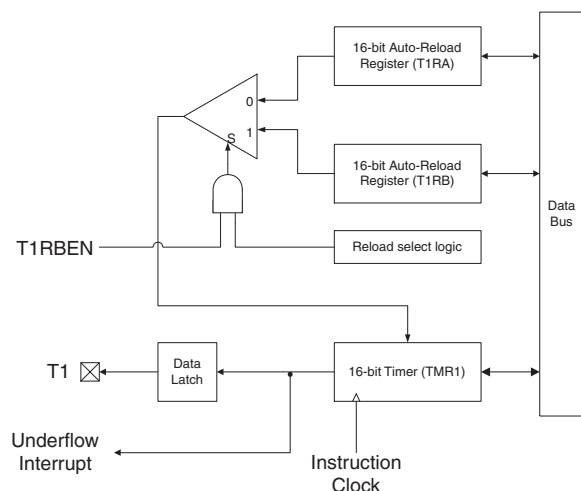 16-bit Auto-Reload
Register (T1RA)
0
1
S
16-bit Auto-Reload
Register (T1RB)
Data
Bus
T1RBEN
Reload select logic
T1
Data
Latch
16-bit Timer (TMR1)
Underflow
Interrupt
Instruction
Clock